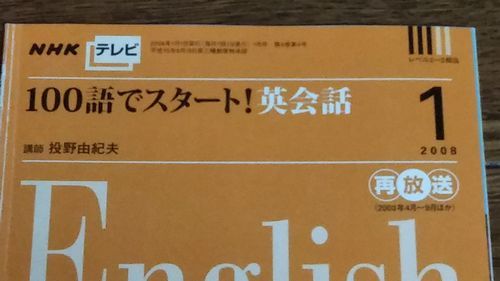 NHK テレビ
100語でスタート!英会話
1
2008
講師 投野由紀夫
再放送
English